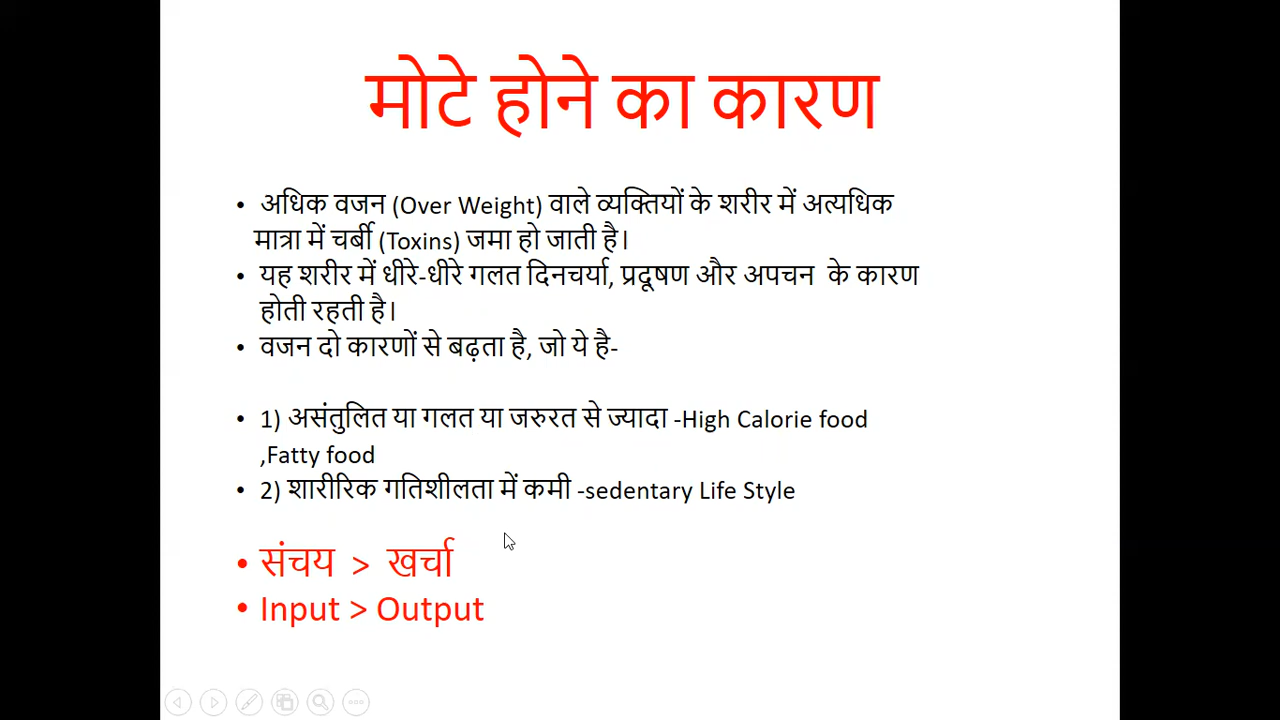 मोटे होने का कारण
• अधिक वजन (Over Weight) वाले व्यक्तियों के शरीर में अत्यधिक
मात्रा में चर्बी (Toxins) जमा हो जाती है।
• यह शरीर में धीरे-धीरे गलत दिनचर्या, प्रदूषण और अपचन के कारण
होती रहती है।
• वजन दो कारणों से बढ़ता है, जो ये है-
• 1) असंतुलित या गलत या जरुरत से ज्यादा -High Calorie food
,Fatty food
• 2) शारीरिक गतिशीलता में कमी -sedentary Life Style
• संचय > खर्चा
• Input > Output